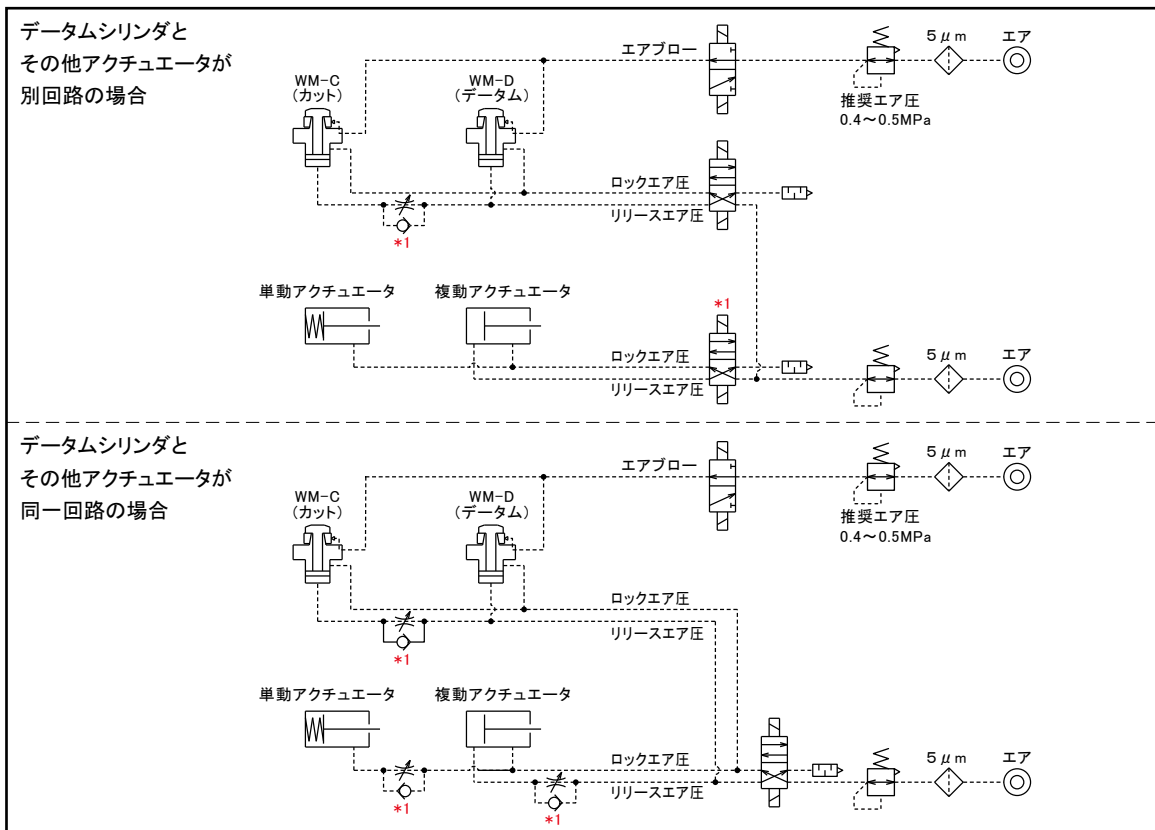 データムシリンダと
その他アクチュエータが
別回路の場合
エアブロー
5μm
エア
WM-C
(カット)
WM-D
(データム)
推奨エア圧
0.4～0.5MPa
ロックエア圧
リリースエア圧
*1
単動アクチュエータ
複動アクチュエータ
*1
ロックエア圧
リリースエア圧
5μm
エア
データムシリンダと
その他アクチュエータが
同一回路の場合
エアブロー
5μm
エア
WM-C
(カット)
WM-D
(データム)
推奨エア圧
0.4～0.5MPa
ロックエア圧
リリースエア圧
*1
単動アクチュエータ
複動アクチュエータ
ロックエア圧
リリースエア圧
5μm
エア
*1
*1